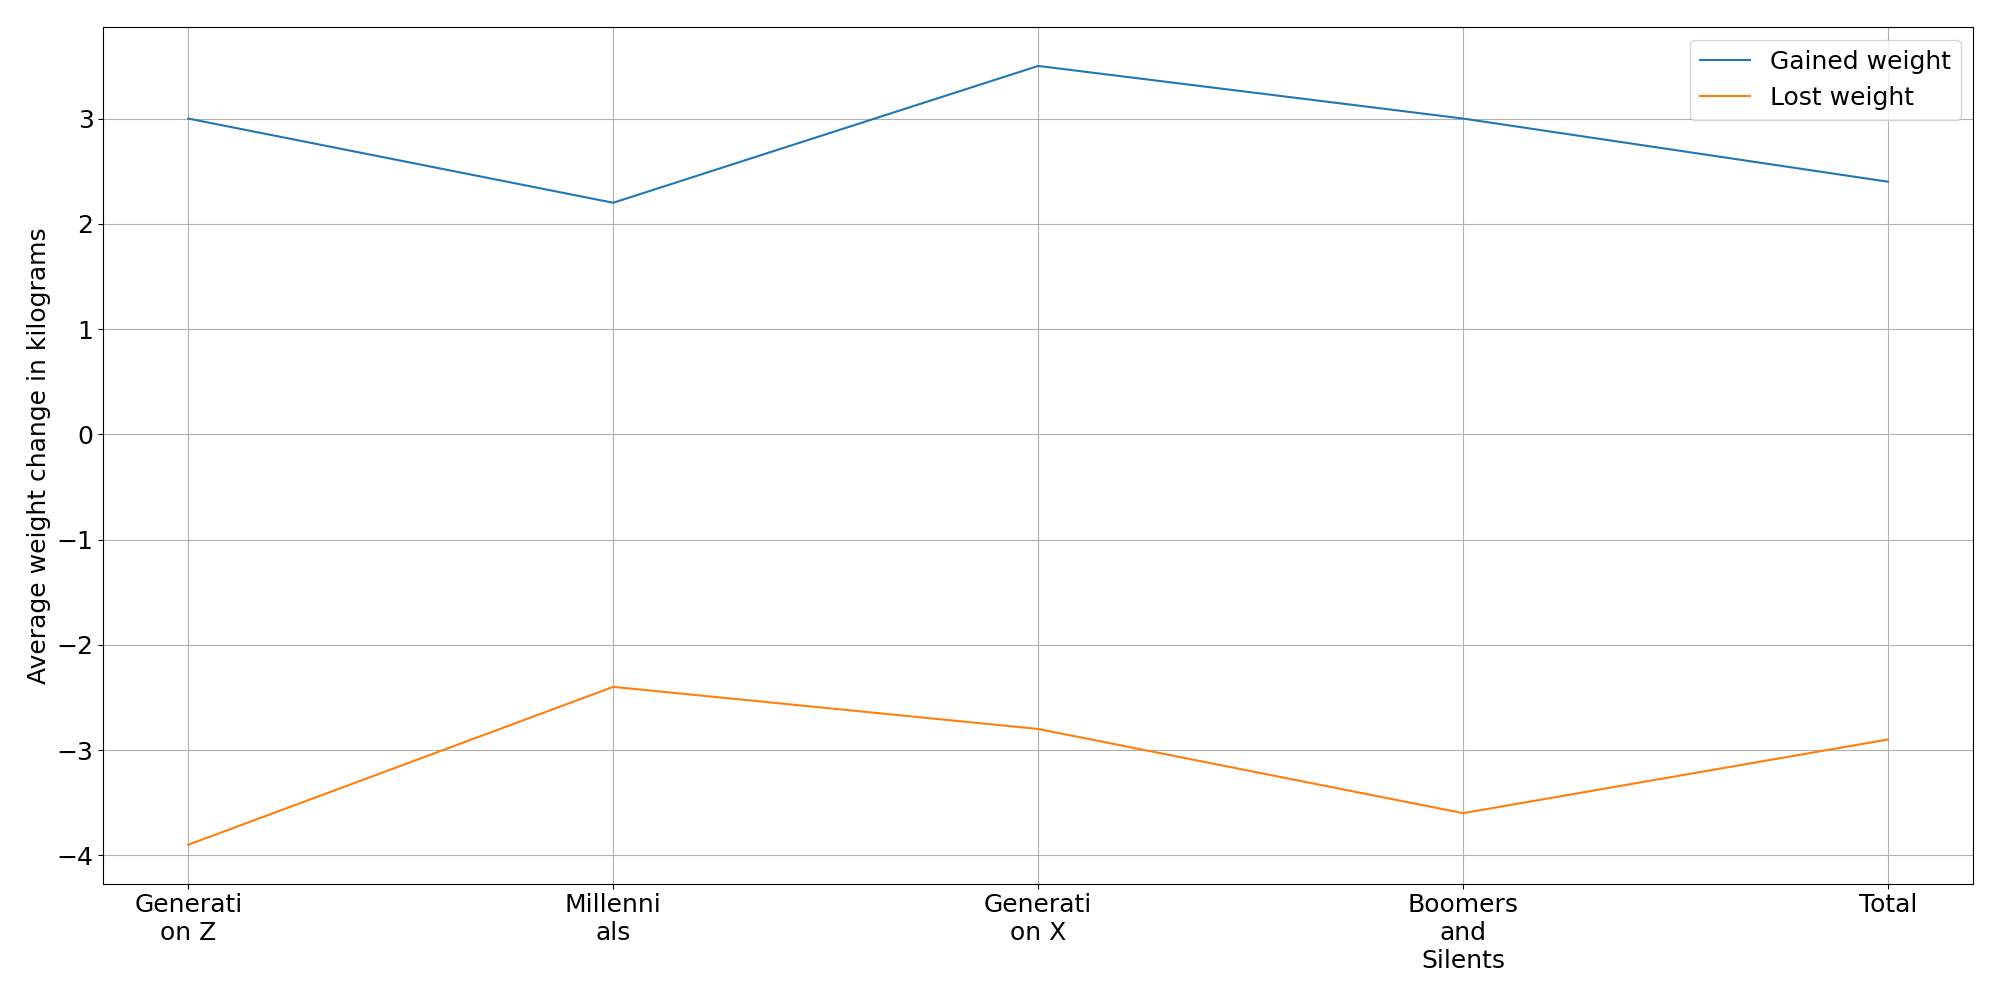 Gained weight
Lost weight
3
2
1
0
−1
−2
−3
−4
Average weight change in kilograms
Generati
on Z
Millenni
als
Generati
on X
Boomers
and
Silents
Total